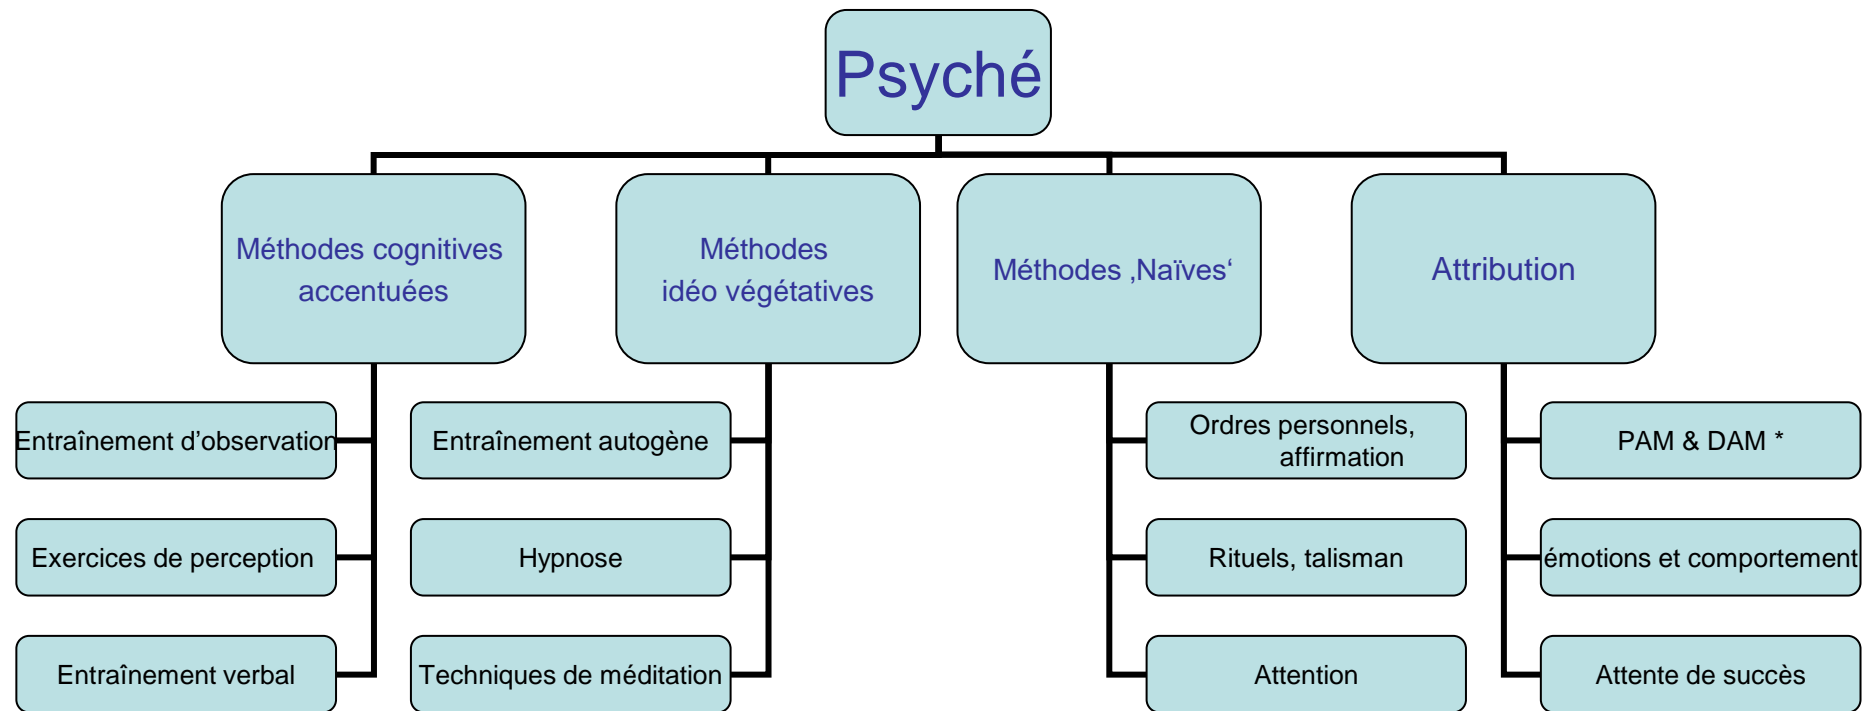 Psyché
Méthodes cognitives
accentuées
Méthodes
idéo végétatives
Méthodes ‚Naïves‘
Attribution
Entraînement d’observation
Entraînement autogène
Ordres personnels,
affirmation
PAM & DAM *
Exercices de perception
Hypnose
Rituels, talisman
émotions et comportement
Entraînement verbal
Techniques de méditation
Attention
Attente de succès